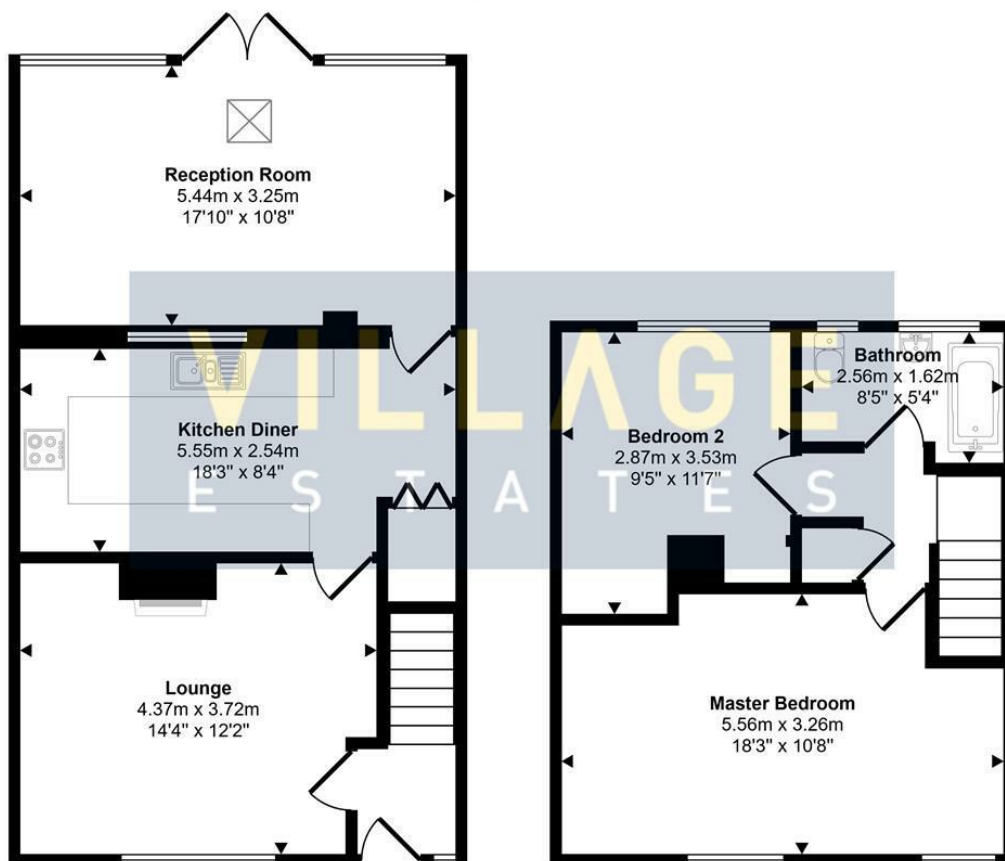 Reception Room
5.44m x 3.25m
17'10" x 10'8"
VILLAGE
ESTATES
Kitchen Diner
5.55m x 2.54m
18'3" x 8'4"
Lounge
4.37m x 3.72m
14'4" x 12'2"
Bathroom
2.56m x 1.62m
8'5" x 5'4"
Bedroom 2
2.87m x 3.53m
9'5" x 11'7"
Master Bedroom
5.56m x 3.26m
18'3" x 10'8"